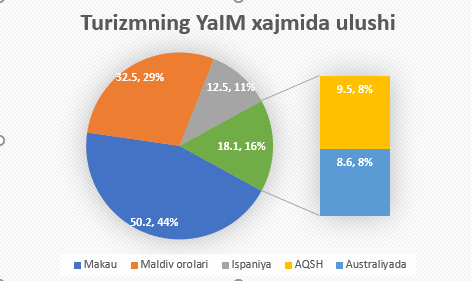 Turizmning YaIM xajmida ulushi
32.5, 29%
12.5, 11%
18.1, 16%
50.2, 44%
9.5, 8%
8.6, 8%
Makau
Maldiv orolari
Ispaniya
AQSH
Australiyada